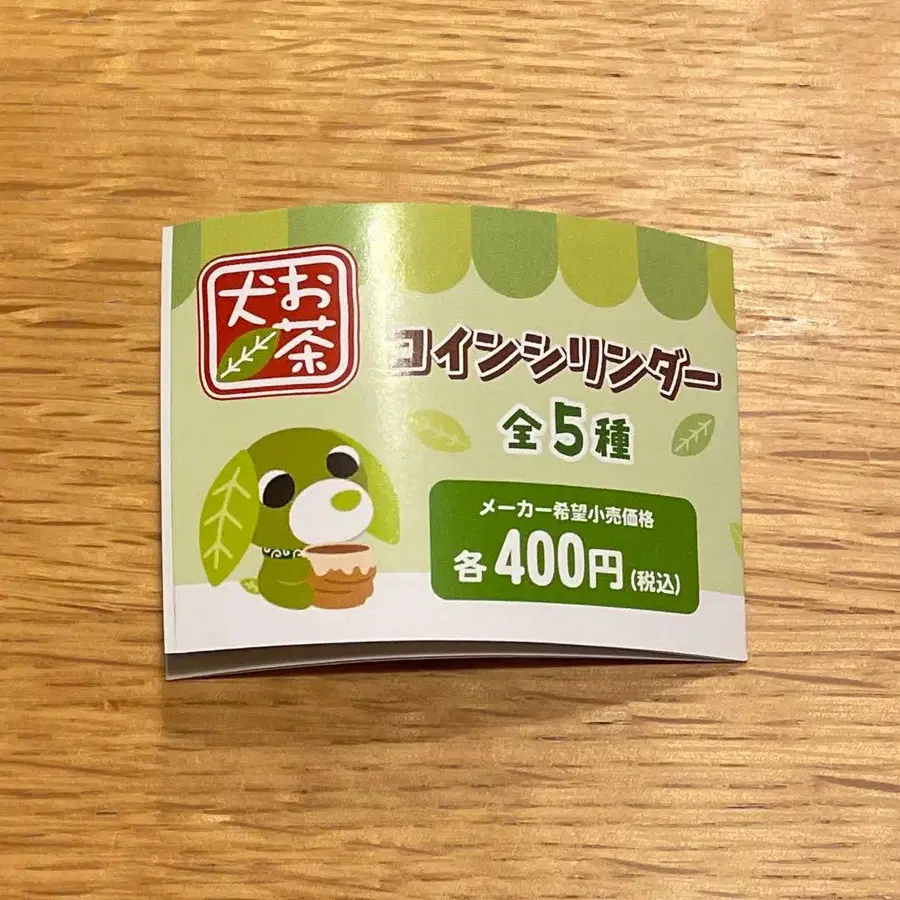 お茶犬
コインシリンダー
全5種
メーカー希望小売価格
各400円(税込)